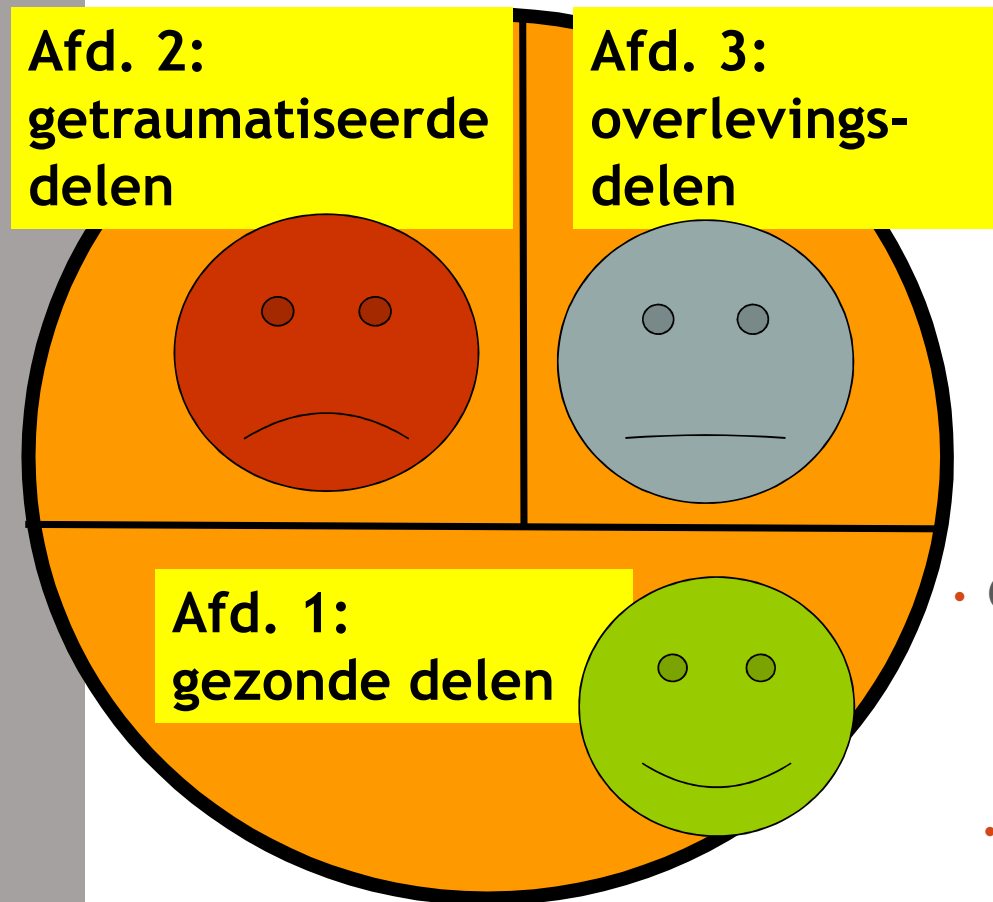 Afd. 2:
getraumatiseerde
delen
Afd. 3:
overlevings-
delen
Afd. 1:
gezonde delen